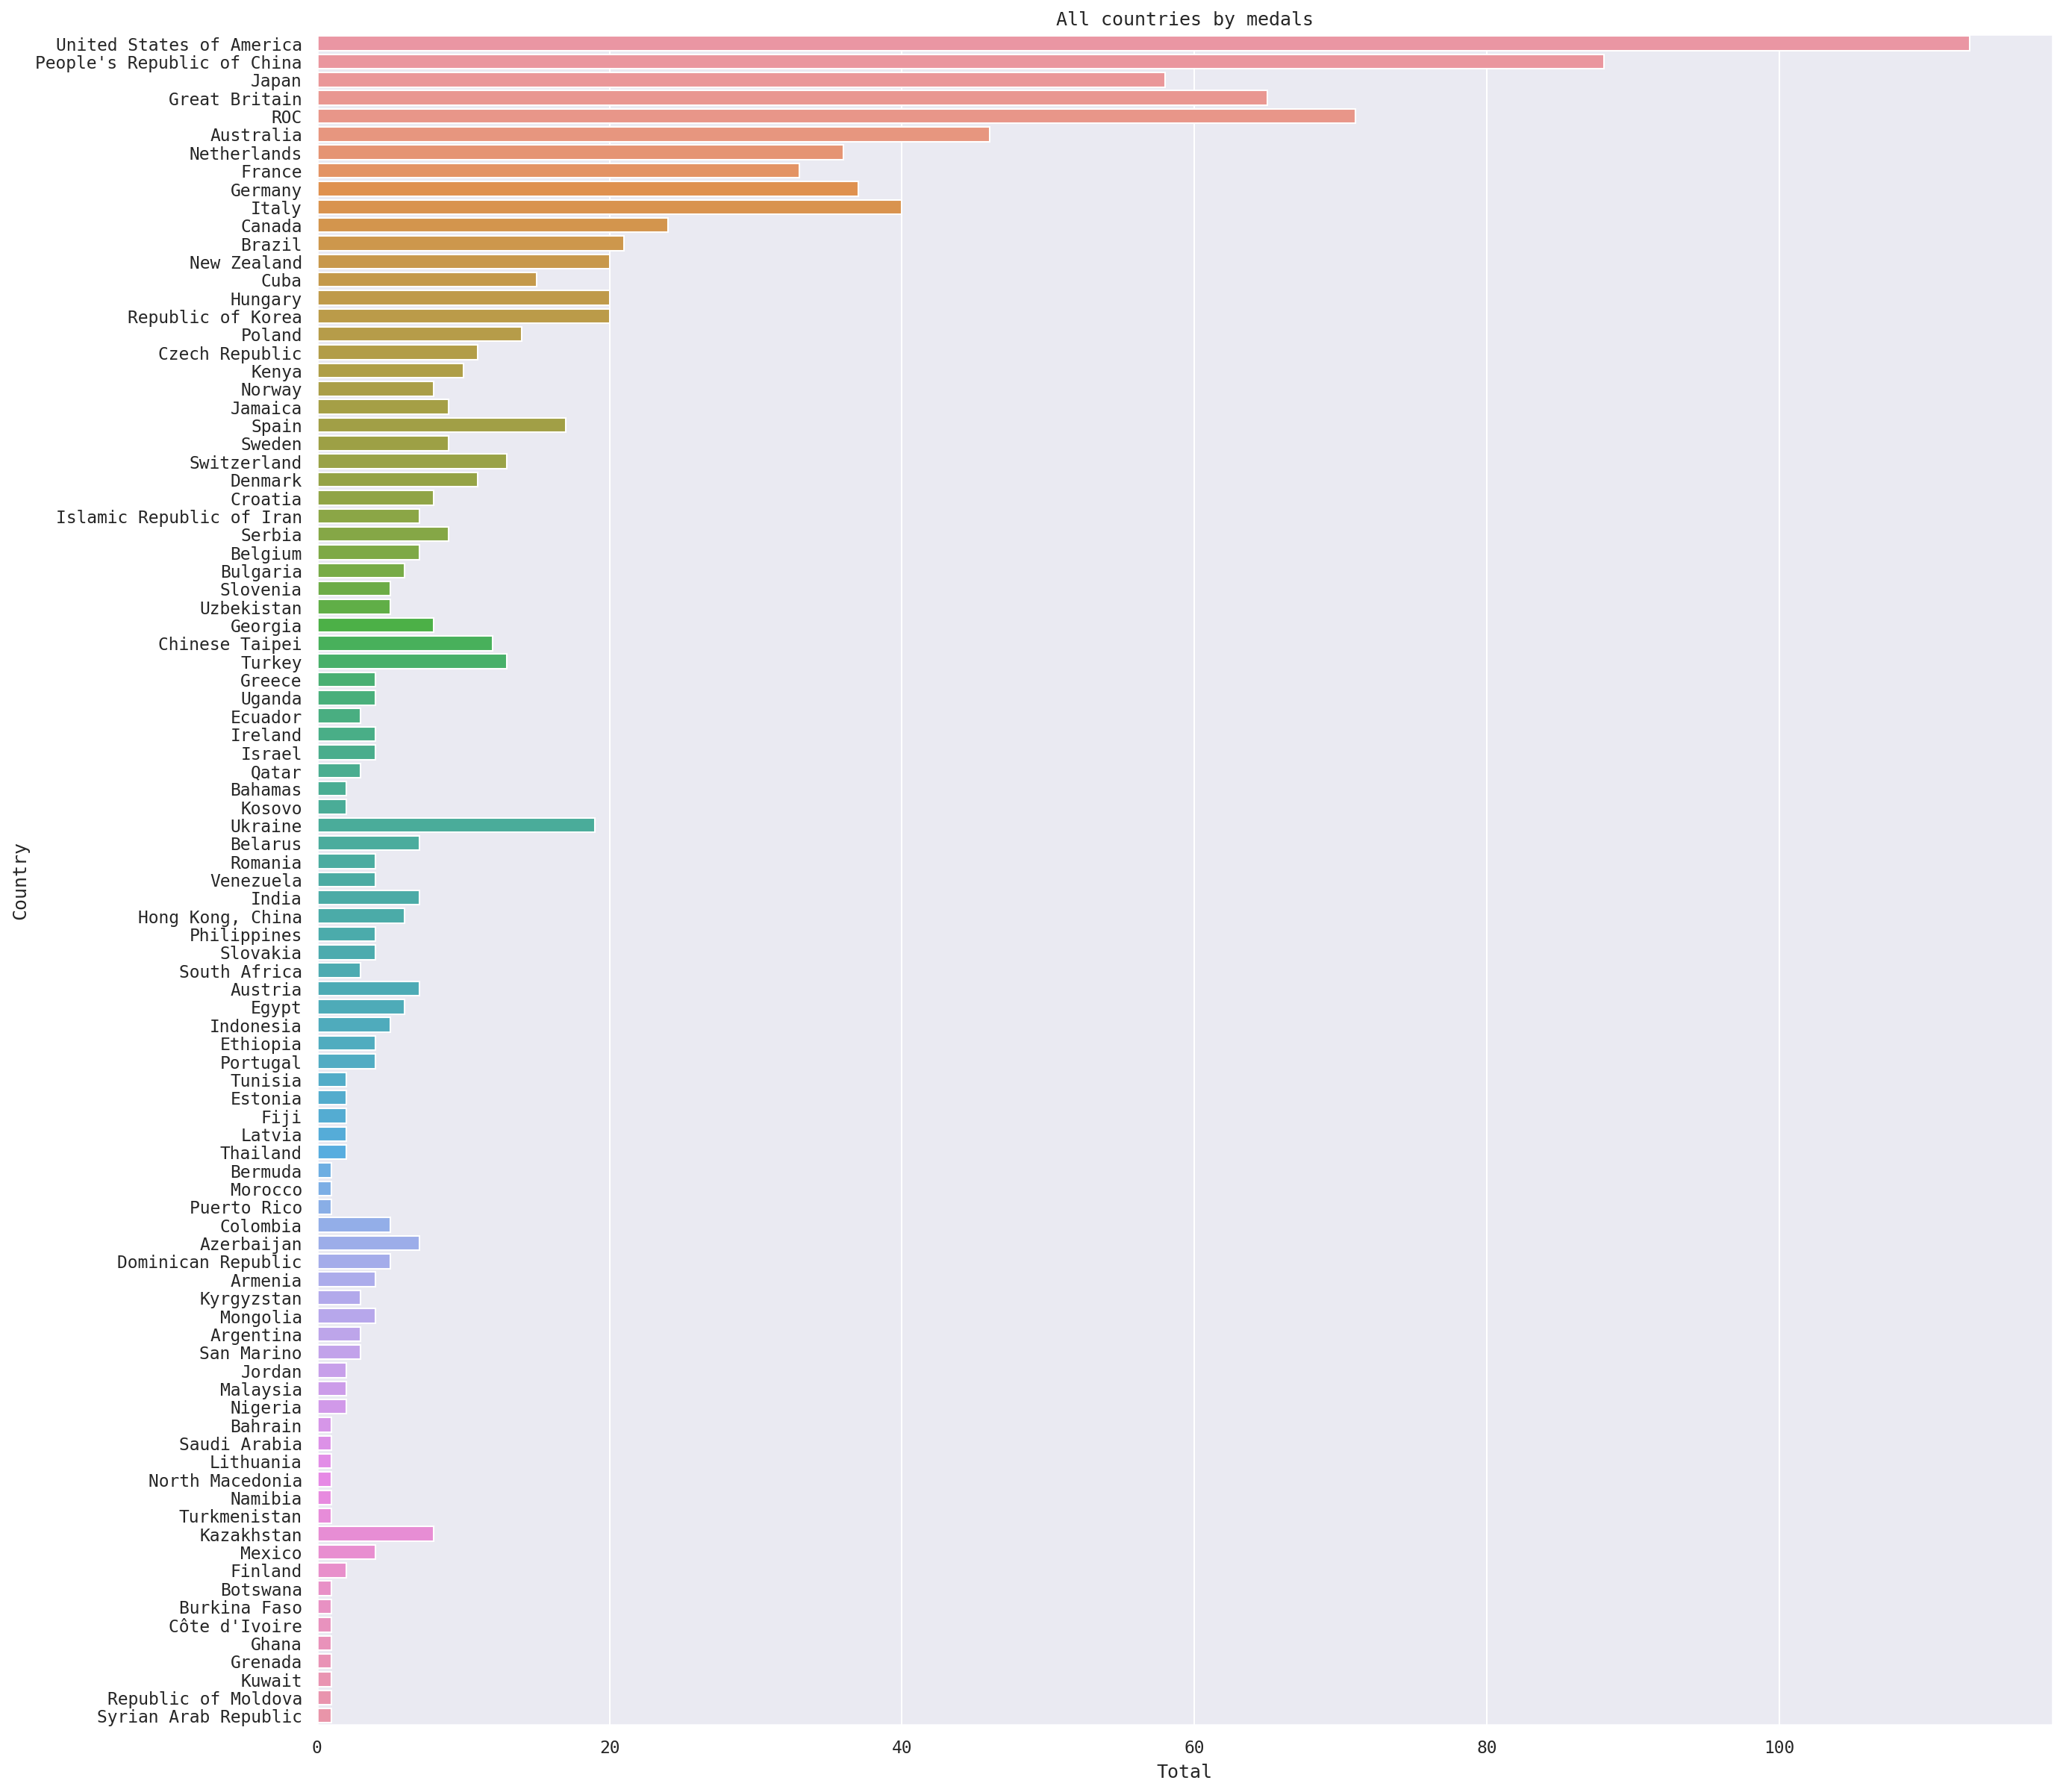 All countries by medals
United States of America
People's Republic of China
Japan
Great Britain
ROC
Australia
Netherlands
France
Germany
Italy
Canada
Brazil
New Zealand
Cuba
Hungary
Republic of Korea
Poland
Czech Republic
Kenya
Norway
Jamaica
Spain
Sweden
Switzerland
Denmark
Croatia
Islamic Republic of Iran
Serbia
Belgium
Bulgaria
Slovenia
Uzbekistan
Georgia
Chinese Taipei
Turkey
Greece
Uganda
Ecuador
Ireland
Israel
Qatar
Bahamas
Kosovo
Ukraine
Belarus
Romania
Venezuela
India
Hong Kong, China
Philippines
Slovakia
South Africa
Austria
Egypt
Indonesia
Ethiopia
Portugal
Tunisia
Estonia
Fiji
Latvia
Thailand
Bermuda
Morocco
Puerto Rico
Colombia
Azerbaijan
Dominican Republic
Armenia
Kyrgyzstan
Mongolia
Argentina
San Marino
Jordan
Malaysia
Nigeria
Bahrain
Saudi Arabia
Lithuania
North Macedonia
Namibia
Turkmenistan
Kazakhstan
Mexico
Finland
Botswana
Burkina Faso
Côte d'Ivoire
Ghana
Grenada
Kuwait
Republic of Moldova
Syrian Arab Republic
Country
0 20 40 60 80 100
Total